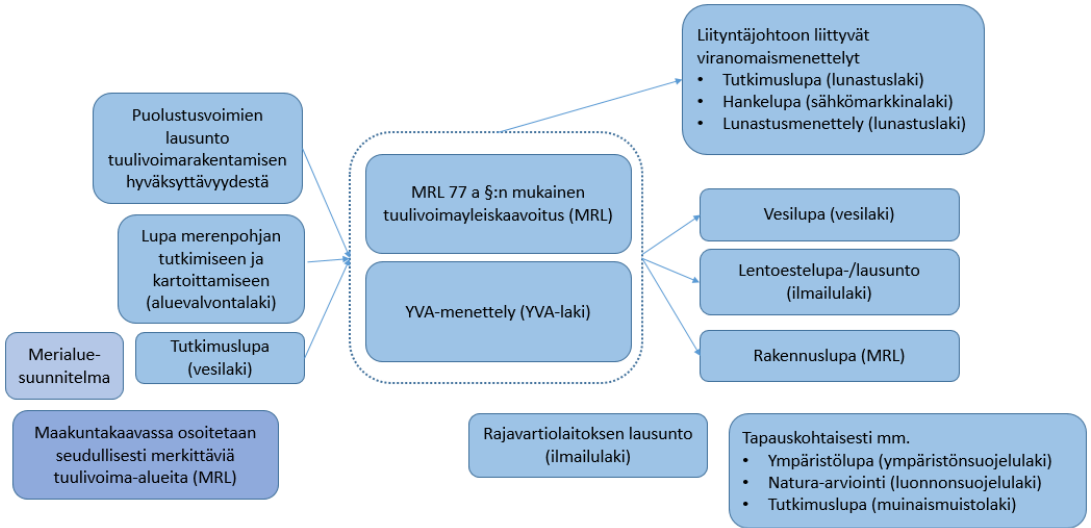 Puolustusvoimien
lausunto
tuulivoimarakentamisen
hyväksyttävyydestä
Lupa merenpohjan
tutkimiseen ja
kartoittamiseen
(aluevalvontalaki)
Merialue-
suunnitelma
Tutkimuslupa
(vesilaki)
Maakuntakaavassa osoitetaan
seudullisesti merkittäviä
tuulivoima-alueita (MRL)
MRL 77 a §:n mukainen
tuulivoimayleiskaavoitus (MRL)
YVA-menettely (YVA-laki)
Liityntäjohtoon liittyvät
viranomaismenettelyt
• Tutkimuslupa (lunastuslaki)
• Hankelupa (sähkömarkkinalaki)
• Lunastusmenettely (lunastuslaki)
Vesilupa (vesilaki)
Lentoestelupa-/lausunto
(ilmailulaki)
Rakennuslupa (MRL)
Rajavartiolaitoksen lausunto
(ilmailulaki)
Tapauskohtaisesti mm.
• Ympäristölupa (ympäristönsuojelulaki)
• Natura-arviointi (luonnonsuojelulaki)
• Tutkimuslupa (muinaismuistolaki)